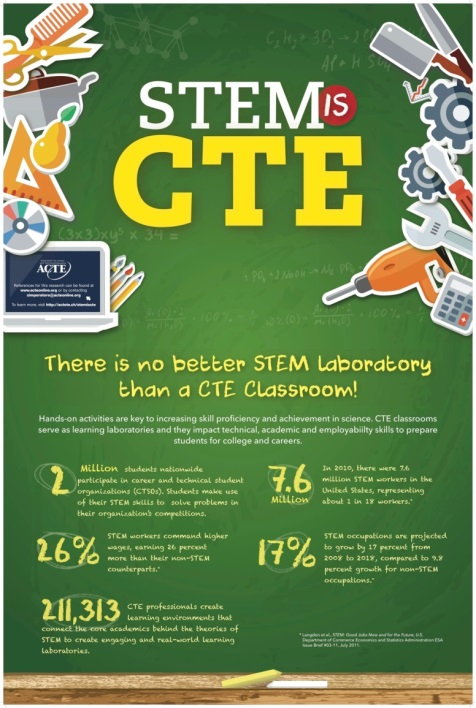 STEM IS
CTE
(3x3)xy⁵ x 34 =
ACTE
References for this research can be found at
www.acteonline.org or by contacting
simperatore@acteonline.org
To learn more, visit http://actete.ch/stemiscte
There is no better STEM laboratory
than a CTE Classroom!
Hands-on activities are key to increasing skill proficiency and achievement in science. CTE classrooms
serve as learning laboratories and they impact technical, academic and employabiilty skills to prepare
students for college and careers.
2 Million students nationwide
participate in career and technical student
organizations (CTSOs). Students make use
of their STEM skills to solve problems in
their organization's competitions.
7.6
Million
In 2010, there were 7.6
million STEM workers in the
United States, representing
about 1 in 18 workers.*
26%
STEM workers command higher
wages, earning 26 percent
more than their non-STEM
counterparts.*
17%
STEM occupations are projected
to grow by 17 percent from
2008 to 2018, compared to 9.8
percent growth for non-STEM
occupations.*
211,313 CTE professionals create
learning environments that
connect the core academics behind the theories of
STEM to create engaging and real-world learning
laboratories.
* Langdon et al., STEM: Good Jobs Now and for the Future, U.S.
Department of Commerce Economics and Statistics Administration ESA
Issue Brief #03-11, July 2011.